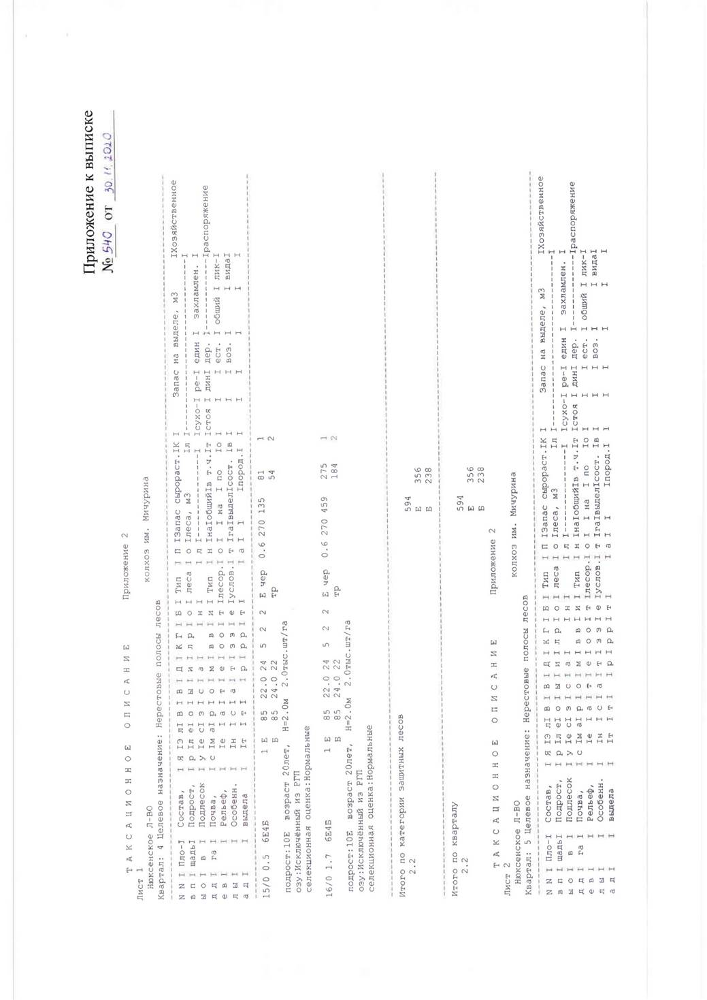 Приложение к выписке
№ 540 от 30.11.2020
Т А К С А Ц И О Н Н О Е   О П И С А Н И Е   Приложение 2
Лист 1
Нюксенское Л-ВО   колхоз им. Мичурина
Квартал: 4 Целевое назначение: Нерестовые полосы лесов
N N I Пло-I Состав, I Я IЭ лI В I В I Д I К Г I Б I Тип I П IЗапас сырораст.IК I Запас на выделе, м3 IХозяйственное
в п I щадьI Подрост, I р Iл еI о I ы I и I л р I о I леса I о Iлеса, м3 Iл I---------------------------I
ы о I в I Подлесок I у Iе сI з I с I а I I н I I л I------------I Iсухо-I ре-I един I захламлен. I
д д I га I Почва, I с Iм аI р I о I м I в в I и I Тип I н IнаIобщийIв т.ч.Iт Iстоя I динI дер. I------------Iраспоряжение
е в I I Рельеф, I Iе I а I т I е I о о I т Iлесор.I о I I на I по Iо I I I ест. I общий I лик-I
л ы I I Особенн. I Iн I с I а I т I з з I е Iуслов.I т IгаIвыделIсост. Iв I I I воз. I I видаI
а д I I выдела I Iт I т I I р I р р I т I I а I I Iпород.I I I I I I I
15/0 0.5 6Е4Б 1 Е 85 22.0 24 5 2 2 Е чер 0.6 270 135 81 1
Б 85 24.0 22 тр 54 2
подрост:10Е возраст 20лет, Н=2.0м 2.0тыс.шт/га
озу:Исключённый из РГП
селекционная оценка:Нормальные
16/0 1.7 6Е4Б 1 Е 85 22.0 24 5 2 2 Е чер 0.6 270 459 275 1
Б 85 24.0 22 тр 184 2
подрост:10Е возраст 20лет, Н=2.0м 2.0тыс.шт/га
озу:Исключённый из РГП
селекционная оценка:Нормальные
Итого по категории защитных лесов
2.2 594
Е 356
Б 238
Итого по кварталу
2.2 594
Е 356
Б 238
Т А К С А Ц И О Н Н О Е   О П И С А Н И Е   Приложение 2
Лист 2
Нюксенское Л-ВО   колхоз им. Мичурина
Квартал: 5 Целевое назначение: Нерестовые полосы лесов
N N I Пло-I Состав, I Я IЭ лI В I В I Д I К Г I Б I Тип I П IЗапас сырораст.IК I Запас на выделе, м3 IХозяйственное
в п I щадьI Подрост, I р Iл еI о I ы I и I л р I о I леса I о Iлеса, м3 Iл I---------------------------I
ы о I в I Подлесок I у Iе сI з I с I а I I н I I л I------------I Iсухо-I ре-I един I захламлен. I
д д I га I Почва, I с Iм аI р I о I м I в в I и I Тип I н IнаIобщийIв т.ч.Iт Iстоя I динI дер. I------------Iраспоряжение
е в I I Рельеф, I Iе I а I т I е I о о I т Iлесор.I о I I на I по Iо I I I ест. I общий I лик-I
л ы I I Особенн. I Iн I с I а I т I з з I е Iуслов.I т IгаIвыделIсост. Iв I I I воз. I I видаI
а д I I выдела I Iт I т I I р I р р I т I I а I I Iпород.I I I I I I I